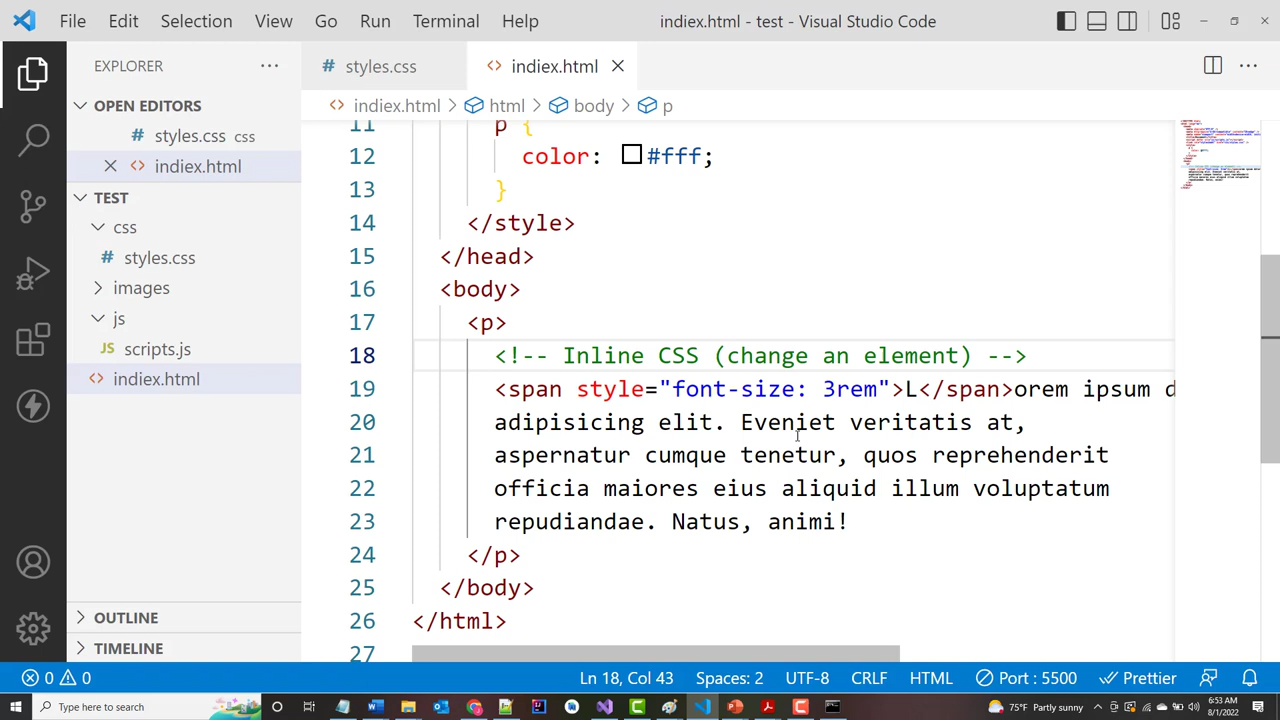 File Edit Selection View Go Run Terminal Help indiex.html - test - Visual Studio Code
EXPLORER
OPEN EDITORS
styles.css css
indiex.html
TEST
css
styles.css
images
js
JS scripts.js
indiex.html
OUTLINE
TIMELINE
# styles.css
indiex.html
indiex.html > html > body > p
11 p {
12 color: #fff;
13 }
14 </style>
15 </head>
16 <body>
17 <p>
18 <!-- Inline CSS (change an element) -->
19 <span style="font-size: 3rem">L</span>orem ipsum d
20 adipisicing elit. Eveniet veritatis at,
21 aspernatur cumque tenetur, quos reprehenderit
22 officia maiores eius aliquid illum voluptatum
23 repudiandae. Natus, animi!
24 </p>
25 </body>
26 </html>
27
0 0 Ln 18, Col 43 Spaces: 2 UTF-8 CRLF HTML Port : 5500 Prettier
Type here to search 75°F Partly sunny 6:53 AM
8/1/2022